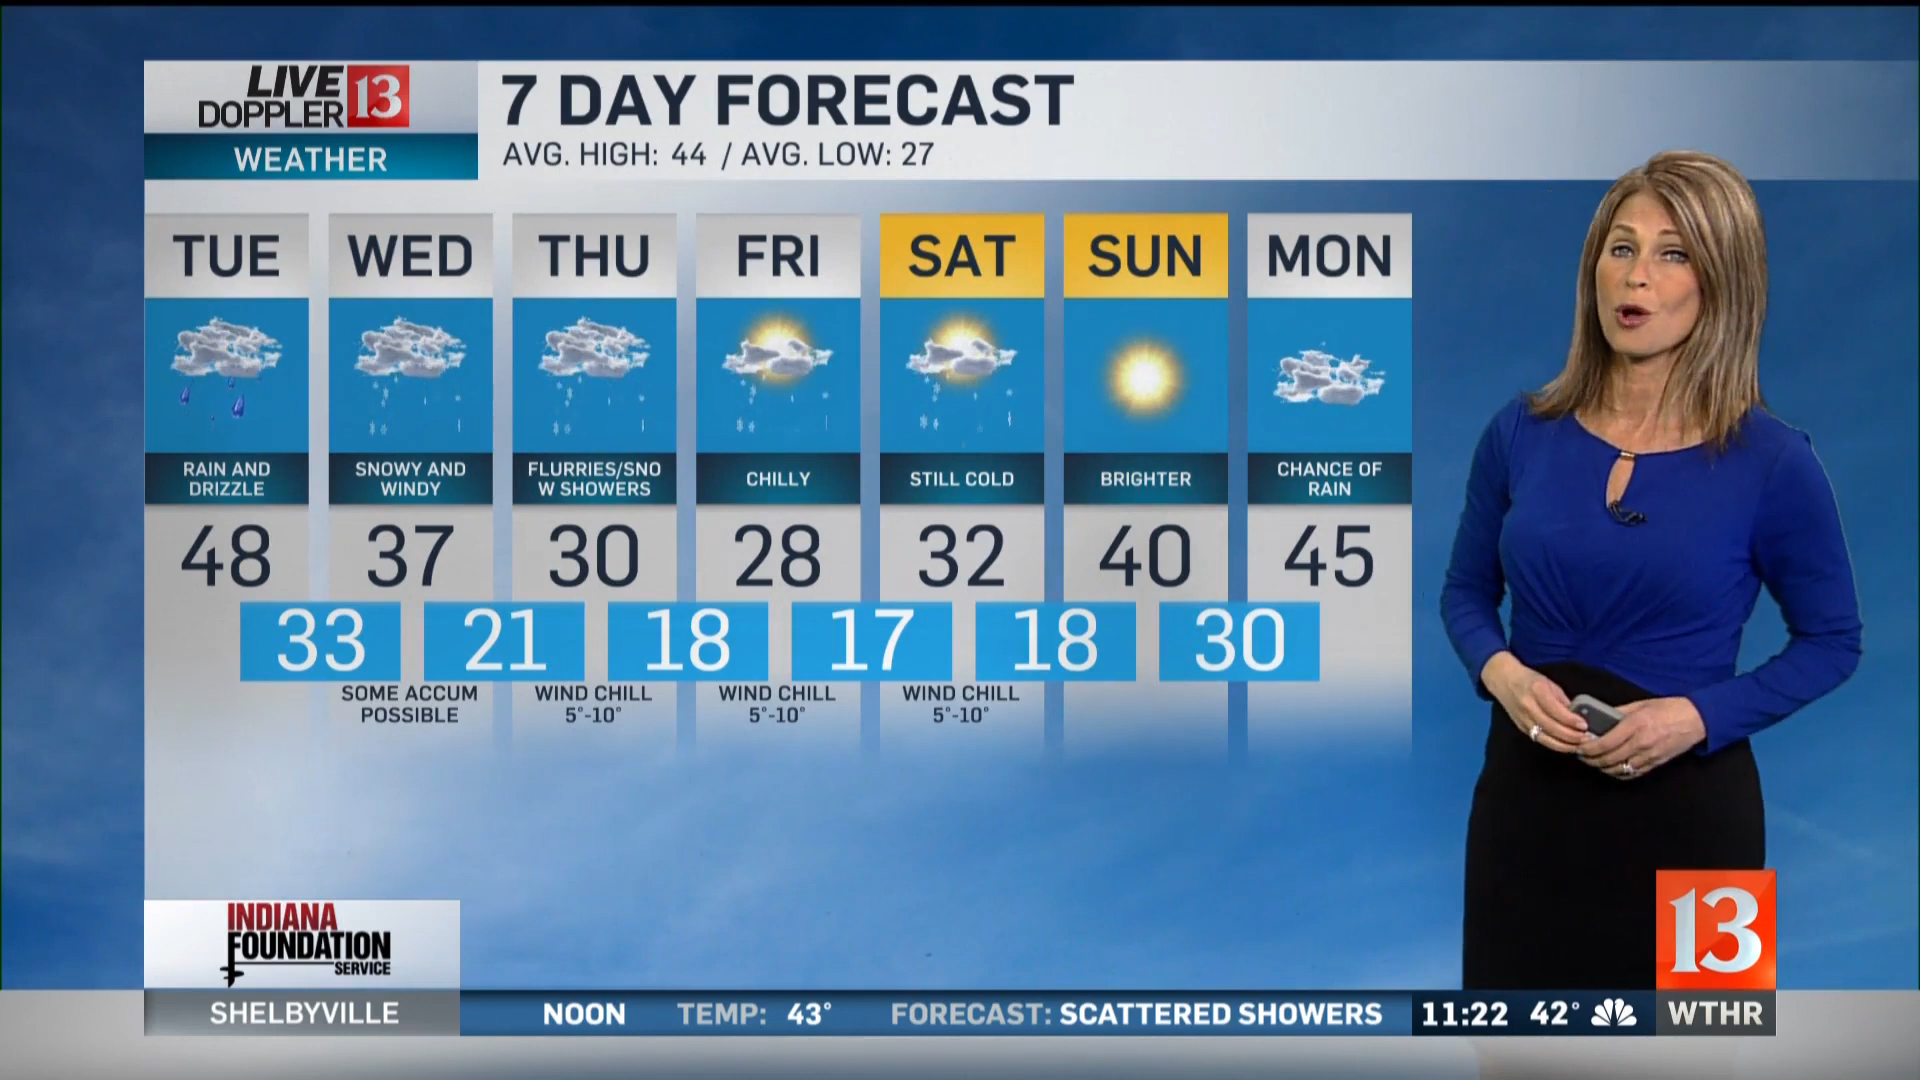 LIVE
DOPPLER 13
WEATHER
7 DAY FORECAST
AVG. HIGH: 44 / AVG. LOW: 27
TUE WED THU FRI SAT SUN MON
RAIN AND
DRIZZLE
SNOWY AND
WINDY
FLURRIES/SNO
W SHOWERS
CHILLY
STILL COLD
BRIGHTER
CHANCE OF
RAIN
48 37 30 28 32 40 45
33 21 18 17 18 30
SOME ACCUM
POSSIBLE
WIND CHILL
5°-10°
WIND CHILL
5°-10°
WIND CHILL
5°-10°
INDIANA
FOUNDATION
SERVICE
13
SHELBYVILLE NOON TEMP: 43° FORECAST: SCATTERED SHOWERS 11:22 42° WTHR